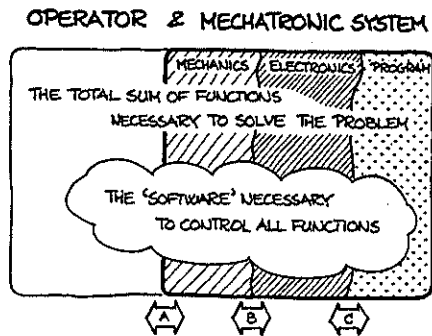 OPERATOR & MECHATRONIC SYSTEM
MECHANICS ELECTRONICS PROGRAM
THE TOTAL SUM OF FUNCTIONS
NECESSARY TO SOLVE THE PROBLEM
THE 'SOFTWARE' NECESSARY
TO CONTROL ALL FUNCTIONS
A B C